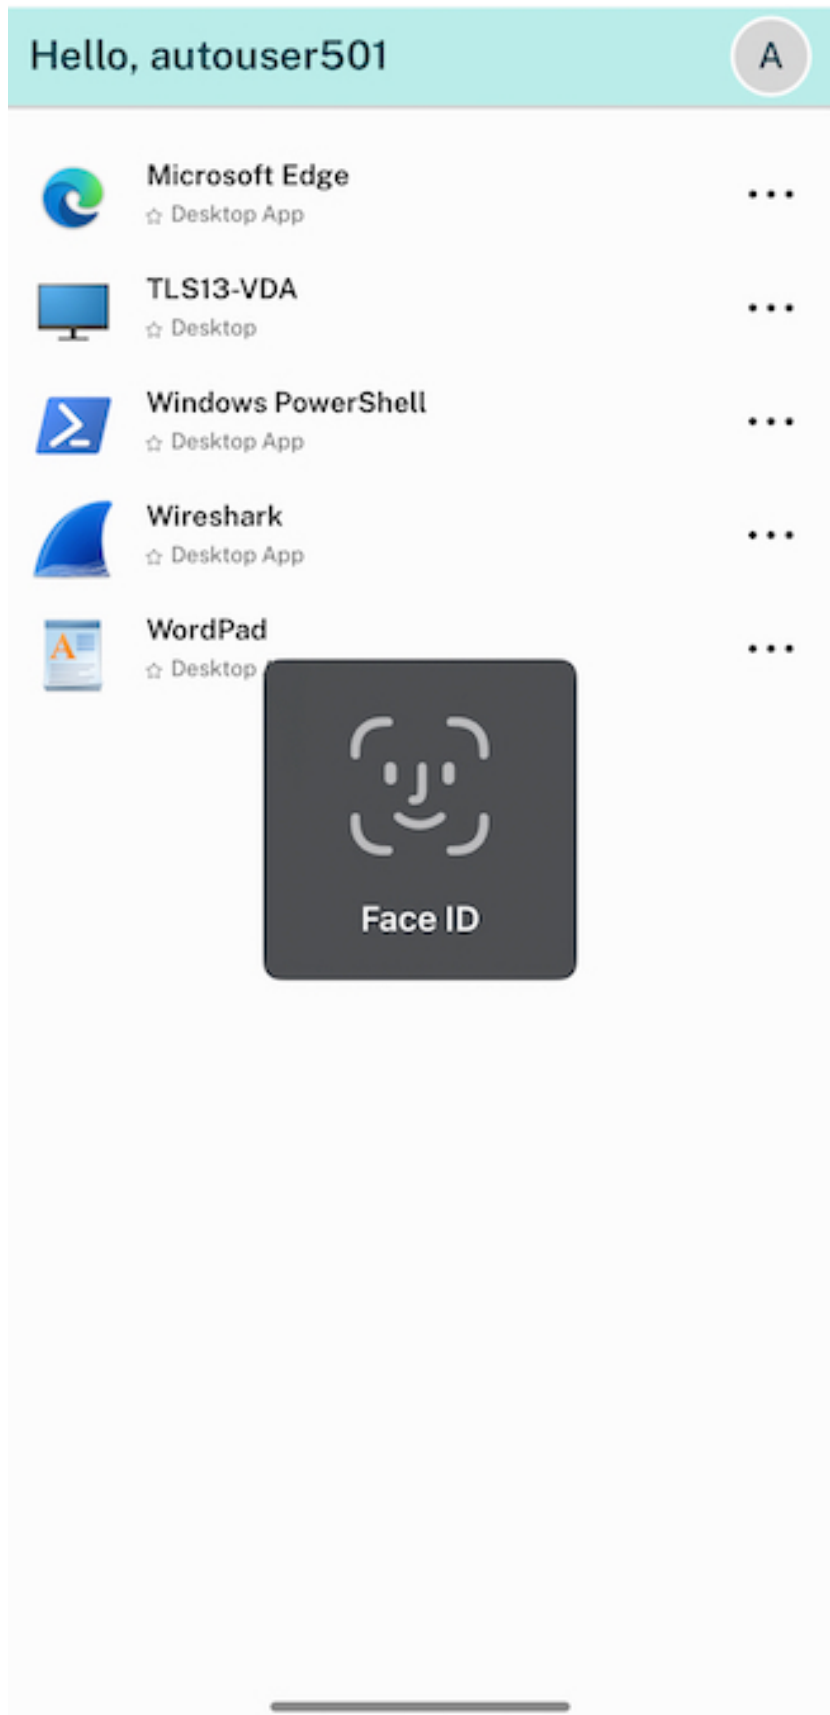 Hello, autouser501
A
Microsoft Edge
Desktop App
TLS13-VDA
Desktop
Windows PowerShell
Desktop App
Wireshark
Desktop App
WordPad
Desktop
Face ID